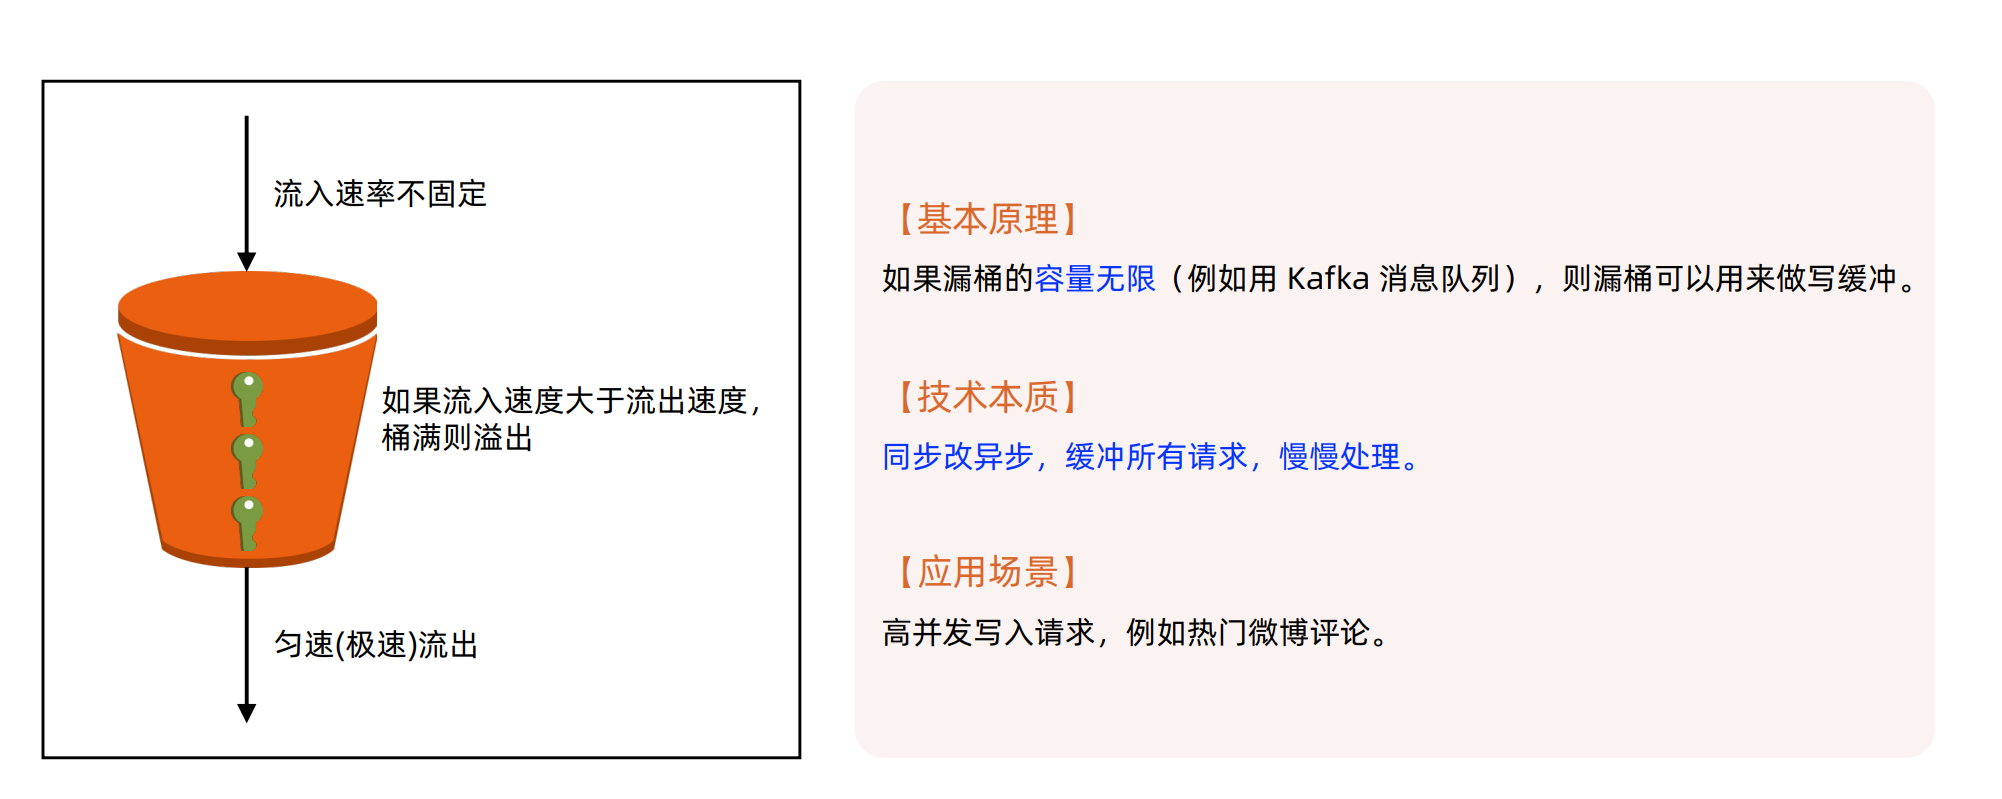 流入速率不固定
如果流入速度大于流出速度，
桶满则溢出
匀速(极速)流出
【基本原理】
如果漏桶的容量无限（例如用 Kafka 消息队列），则漏桶可以用来做写缓冲。
【技术本质】
同步改异步，缓冲所有请求，慢慢处理。
【应用场景】
高并发写入请求，例如热门微博评论。